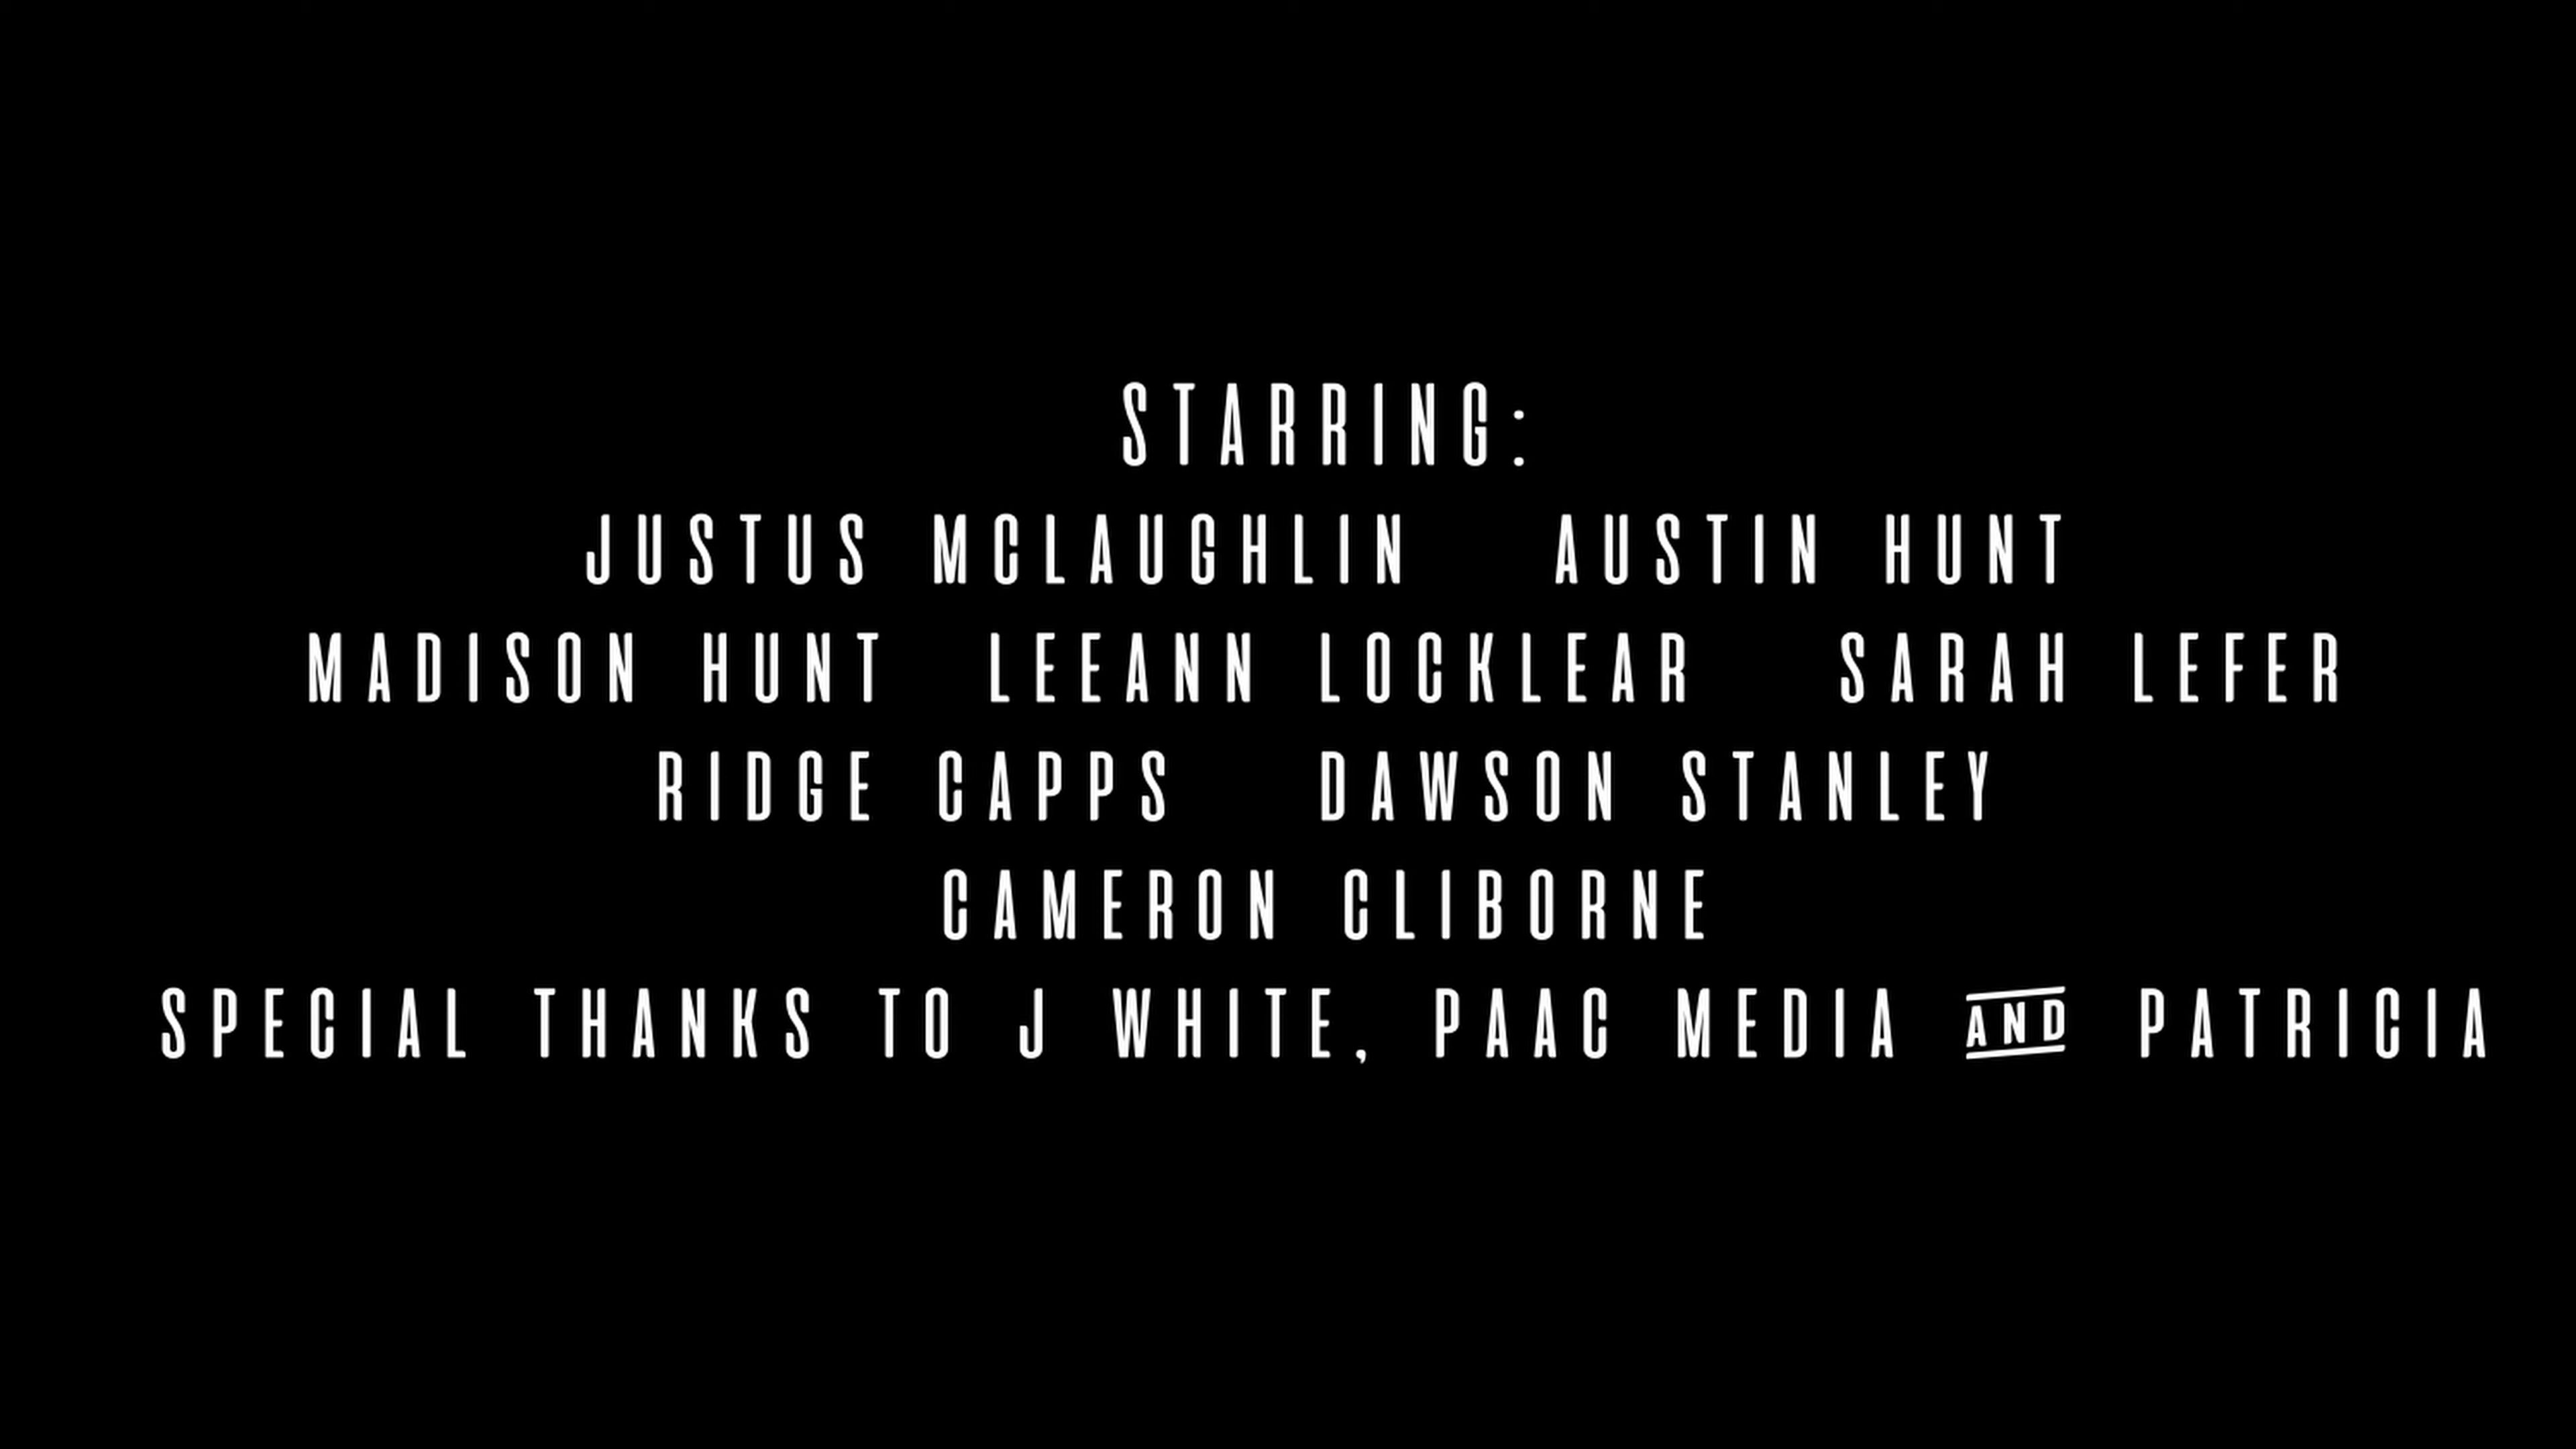 STARRING:
JUSTUS MCLAUGHLIN AUSTIN HUNT
MADISON HUNT LEEANN LOCKLEAR SARAH LEFER
RIDGE CAPPS DAWSON STANLEY
CAMERON CLIBORNE
SPECIAL THANKS TO J WHITE, PAAC MEDIA AND PATRICIA